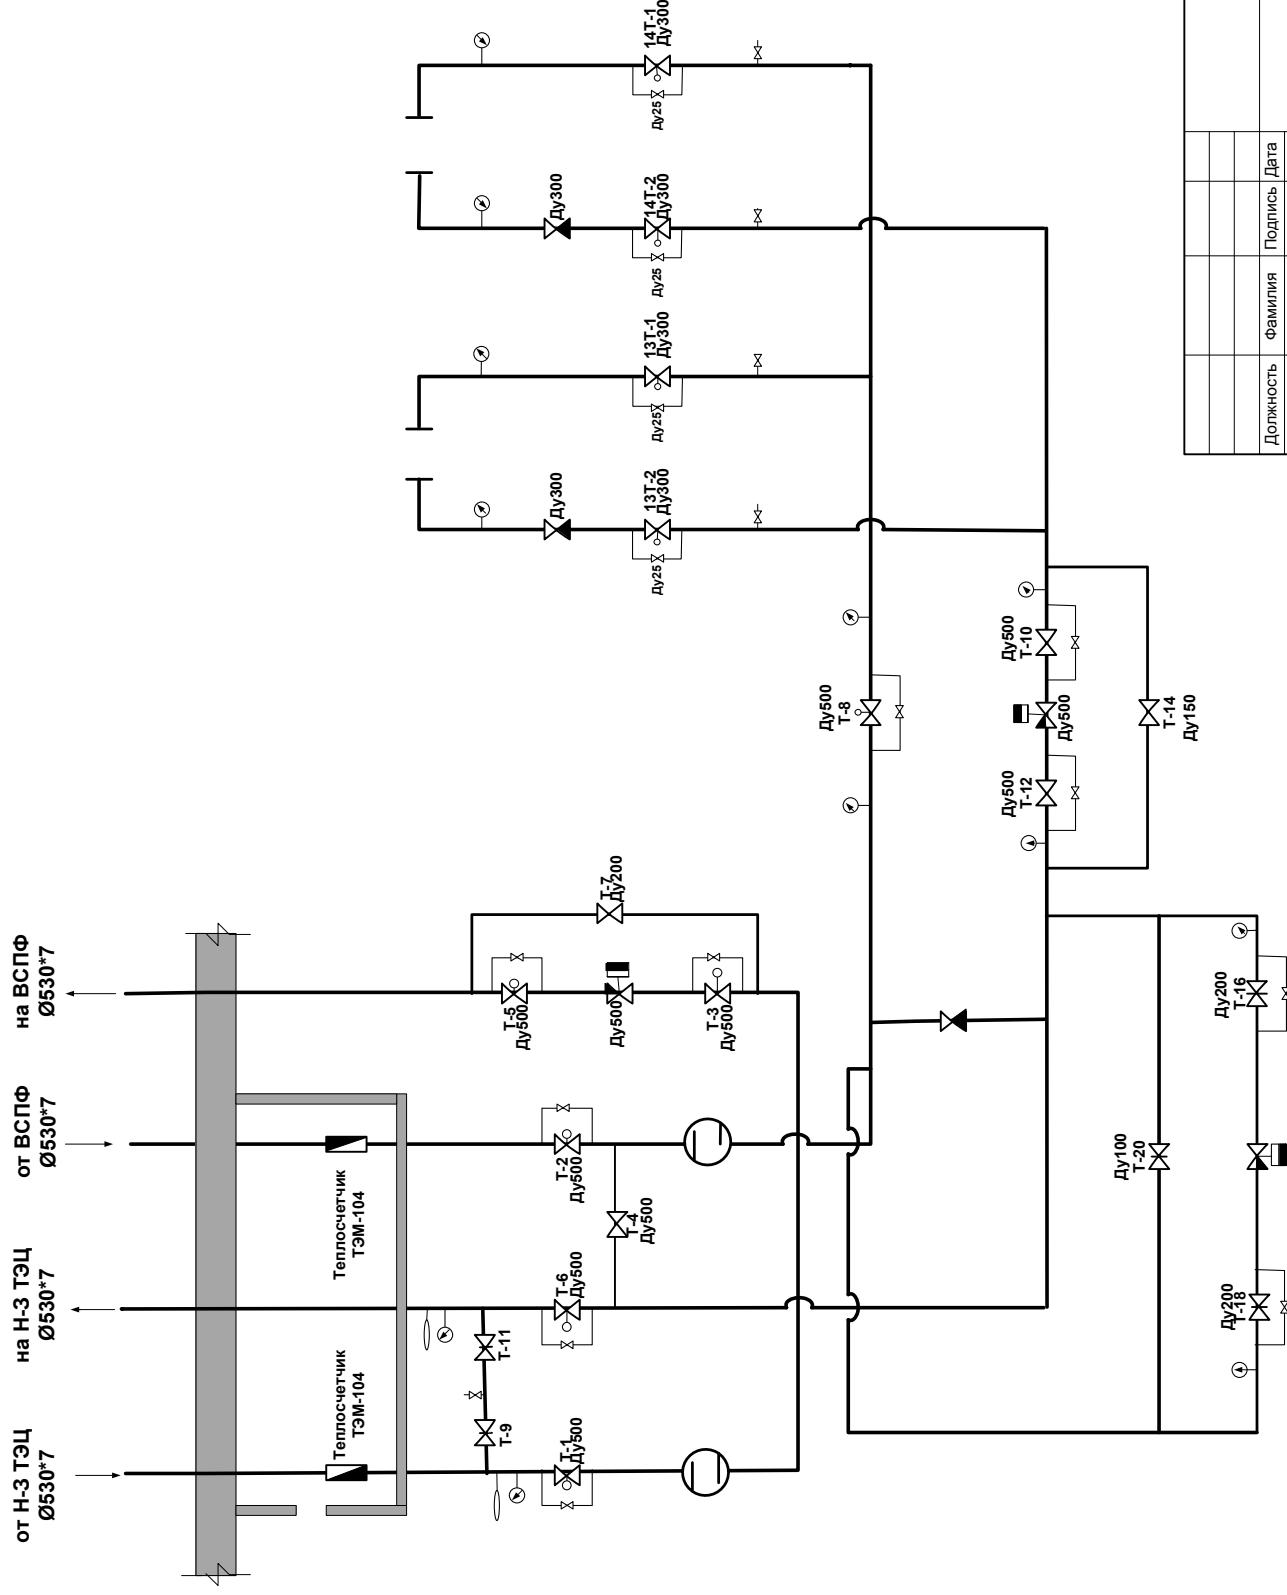 от Н-З ТЭЦ
Ø530*7
на Н-З ТЭЦ
Ø530*7
от ВСПФ
Ø530*7
на ВСПФ
Ø530*7
Теплосчетчик
ТЭМ-104
Теплосчетчик
ТЭМ-104
Т-9
Т-11
Т-1
Ду500
Т-6
Ду500
Т-2
Ду500
Т-4
Ду500
Т-5
Ду500
Ду500
Т-3
Ду500
Т-7
Ду200
Ду300
13Т-2
Ду300
Ду25
13Т-1
Ду300
Ду25
Ду300
14Т-2
Ду300
Ду25
14Т-1
Ду300
Ду25
Ду500
Т-8
Ду500
Т-12
Ду500
Ду500
Т-10
Т-14
Ду150
Ду100
Т-20
Ду200
Т-18
Ду200
Т-16
Должность
Фамилия
Подпись
Дата